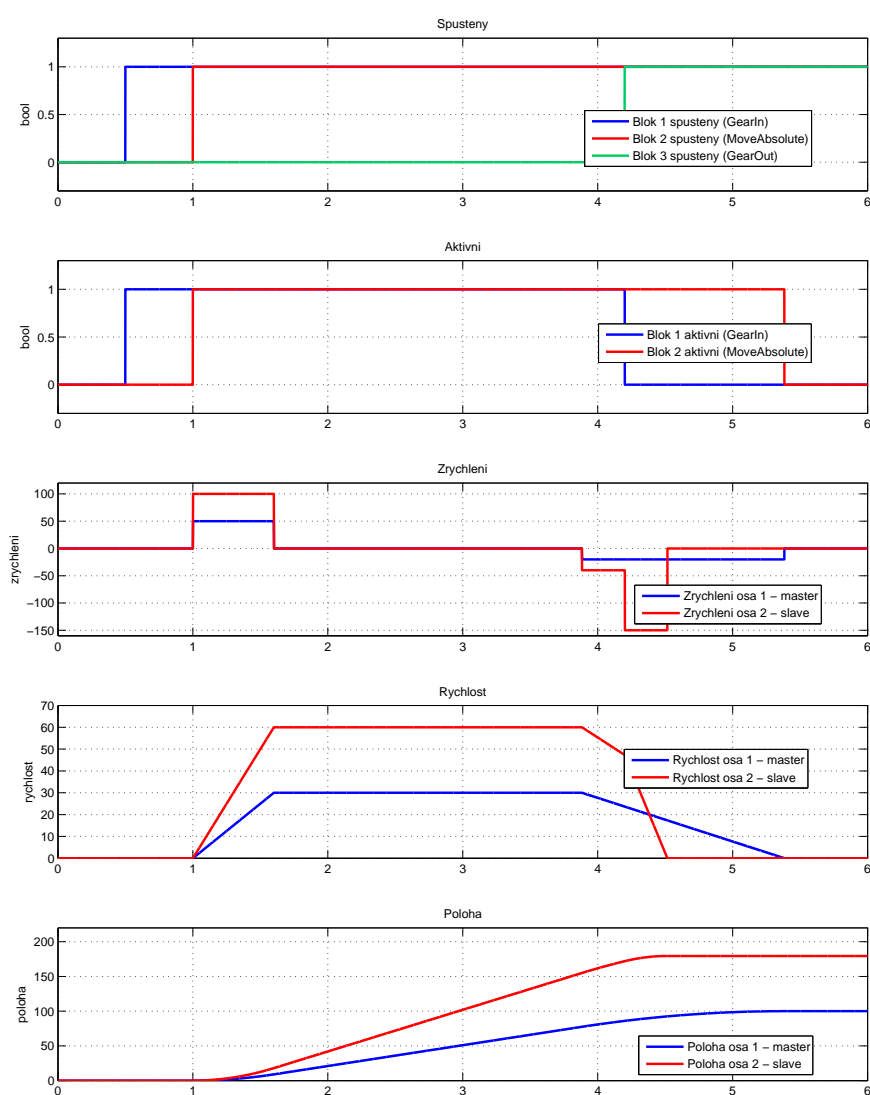 Spusteny
1
0.5
0
bool
Blok 1 spusteny (GearIn)
Blok 2 spusteny (MoveAbsolute)
Blok 3 spusteny (GearOut)
0 1 2 3 4 5 6
Aktivni
1
0.5
0
bool
Blok 1 aktivni (GearIn)
Blok 2 aktivni (MoveAbsolute)
0 1 2 3 4 5 6
Zrychleni
100
50
0
−50
−100
−150
zrychleni
Zrychleni osa 1 − master
Zrychleni osa 2 − slave
0 1 2 3 4 5 6
Rychlost
70
60
50
40
30
20
10
0
rychlost
Rychlost osa 1 − master
Rychlost osa 2 − slave
0 1 2 3 4 5 6
Poloha
200
150
100
50
0
poloha
Poloha osa 1 − master
Poloha osa 2 − slave
0 1 2 3 4 5 6